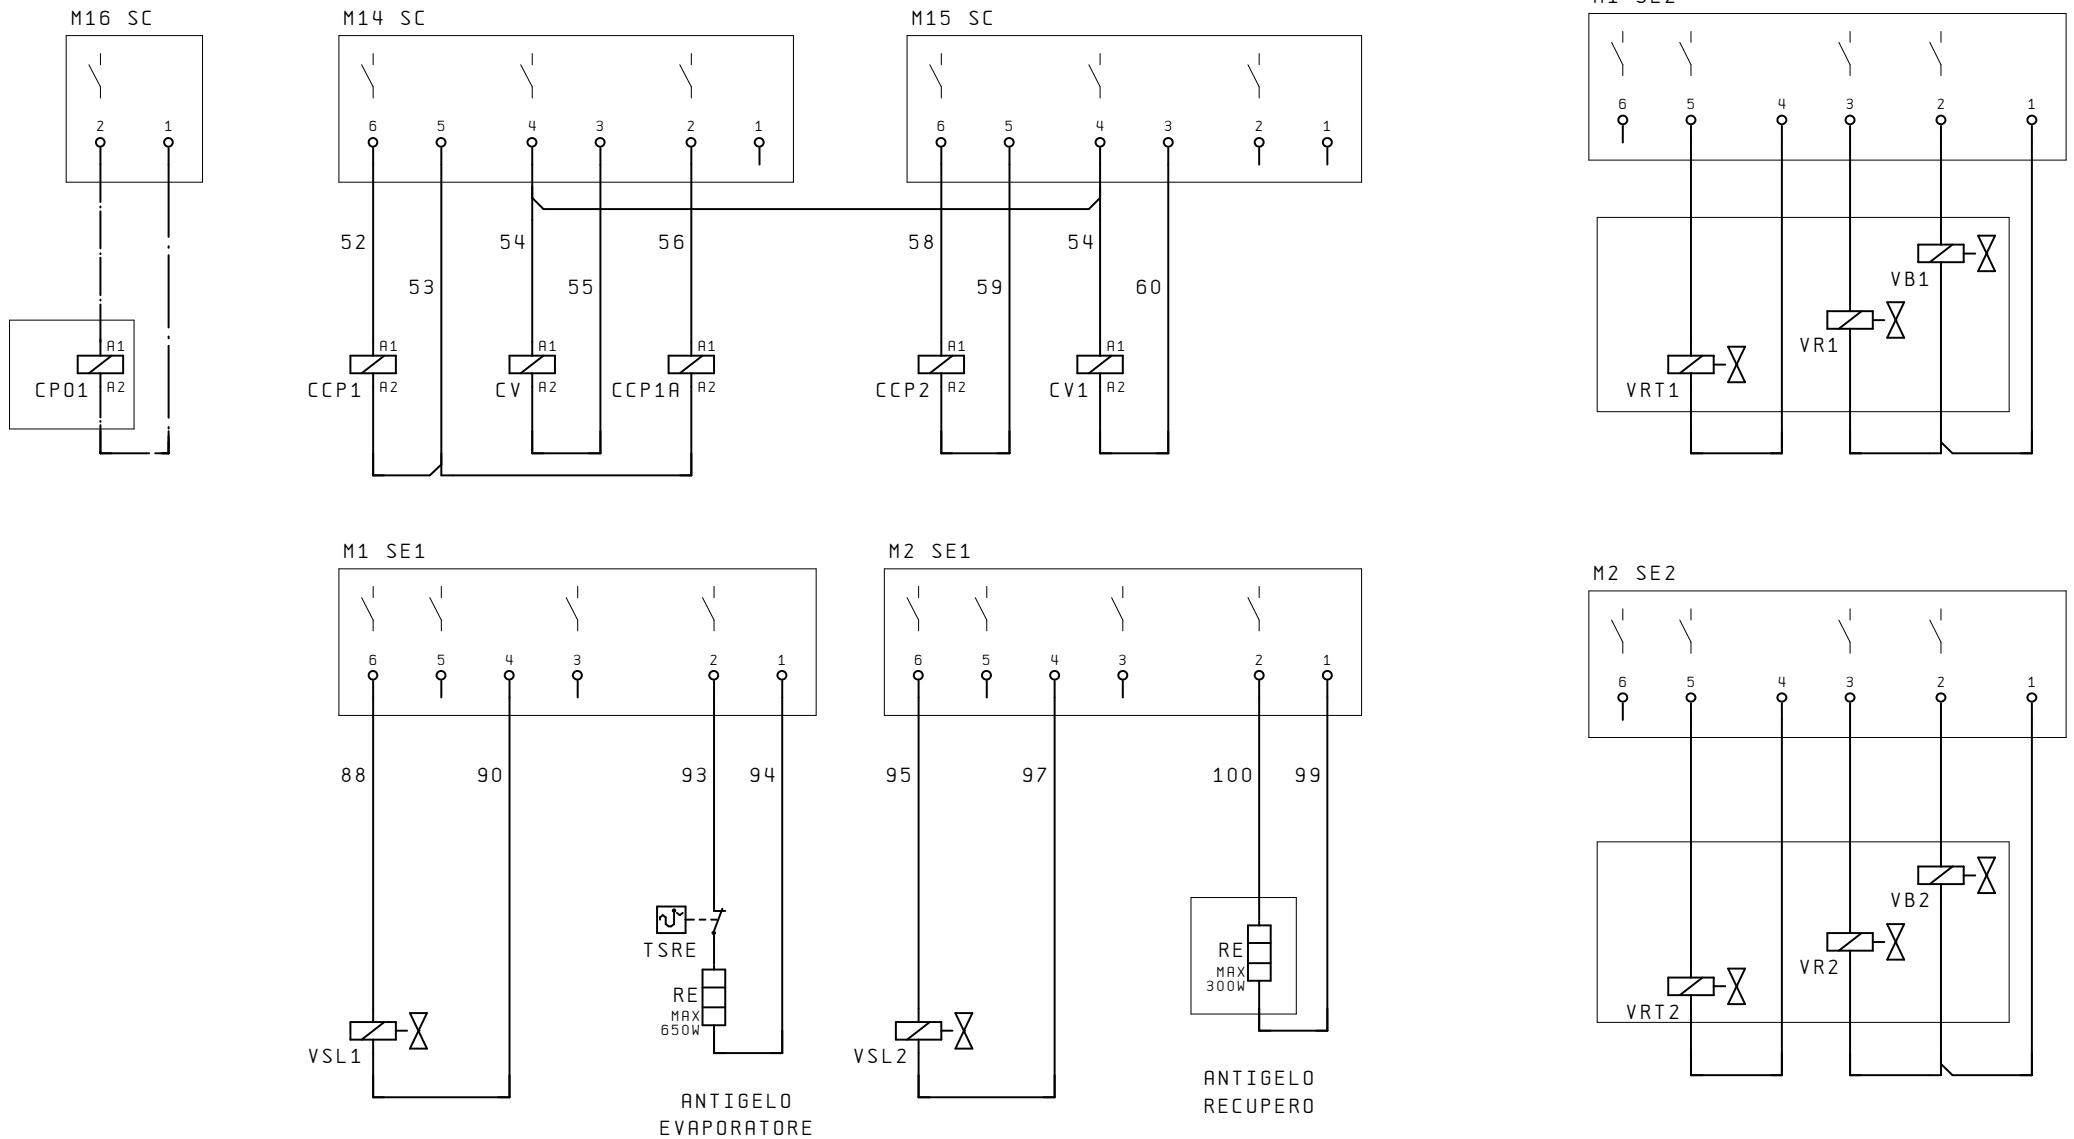 M16 SC
2 1
A1
CPO1 A2
M14 SC
6 5 4 3 2 1
52 54 56
53 55
A1 A1 A1
CCP1 A2 CV A2 CCP1A A2
M15 SC
6 5 4 3 2 1
58 54
59 60
A1 A1
CCP2 A2 CV1 A2
6 5 4 3 2 1
VB1
VR1
VRT1
M1 SE1
6 5 4 3 2 1
88 90 93 94
TSRE
RE
MAX
650W
VSL1
ANTIGELO
EVAPORATORE
M2 SE1
6 5 4 3 2 1
95 97 100 99
RE
MAX
300W
VSL2
ANTIGELO
RECUPERO
M2 SE2
6 5 4 3 2 1
VB2
VR2
VRT2